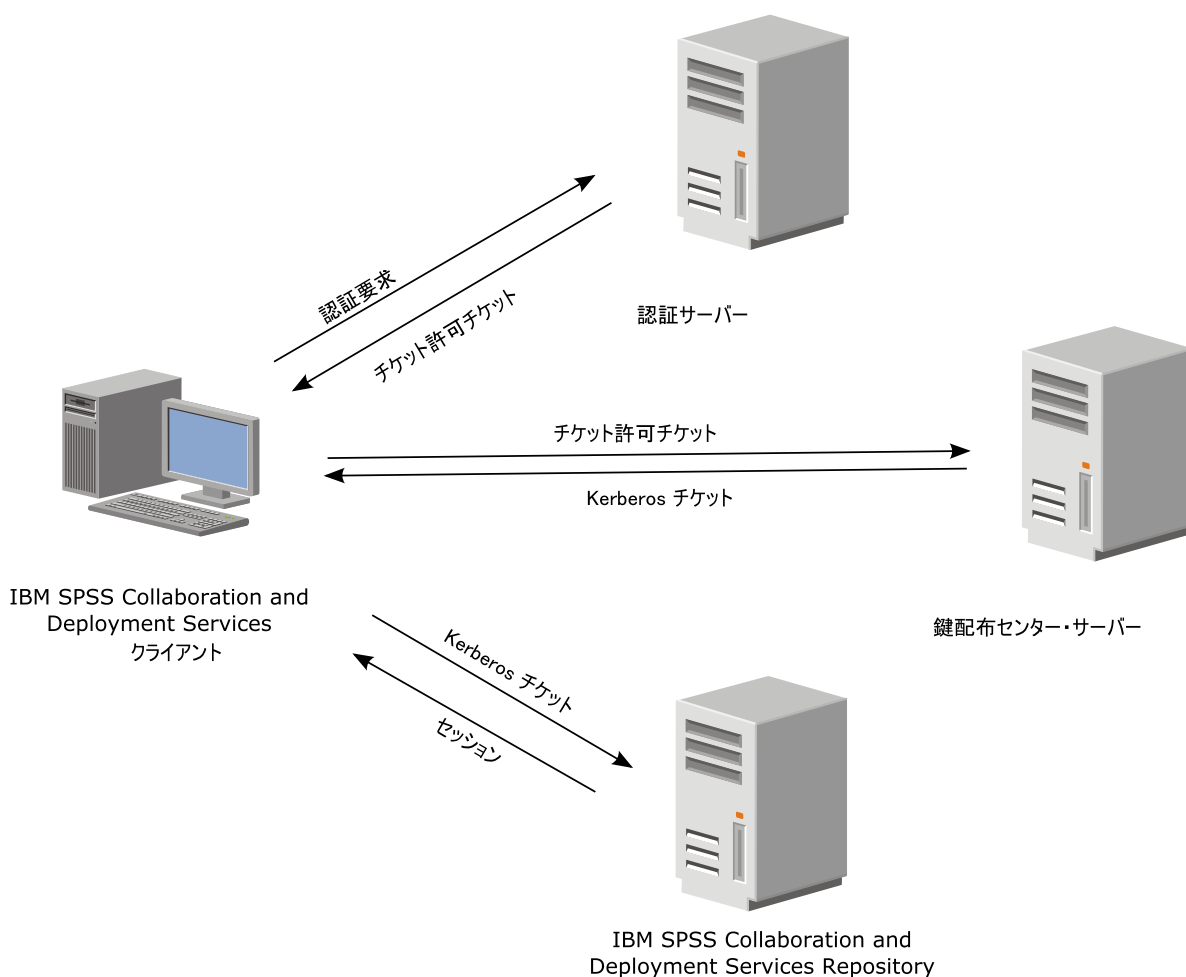 認証要求
チケット許可チケット
認証サーバー
チケット許可チケット
Kerberos チケット
IBM SPSS Collaboration and
Deployment Services
クライアント
鍵配布センター・サーバー
Kerberos チケット
セッション
IBM SPSS Collaboration and
Deployment Services Repository